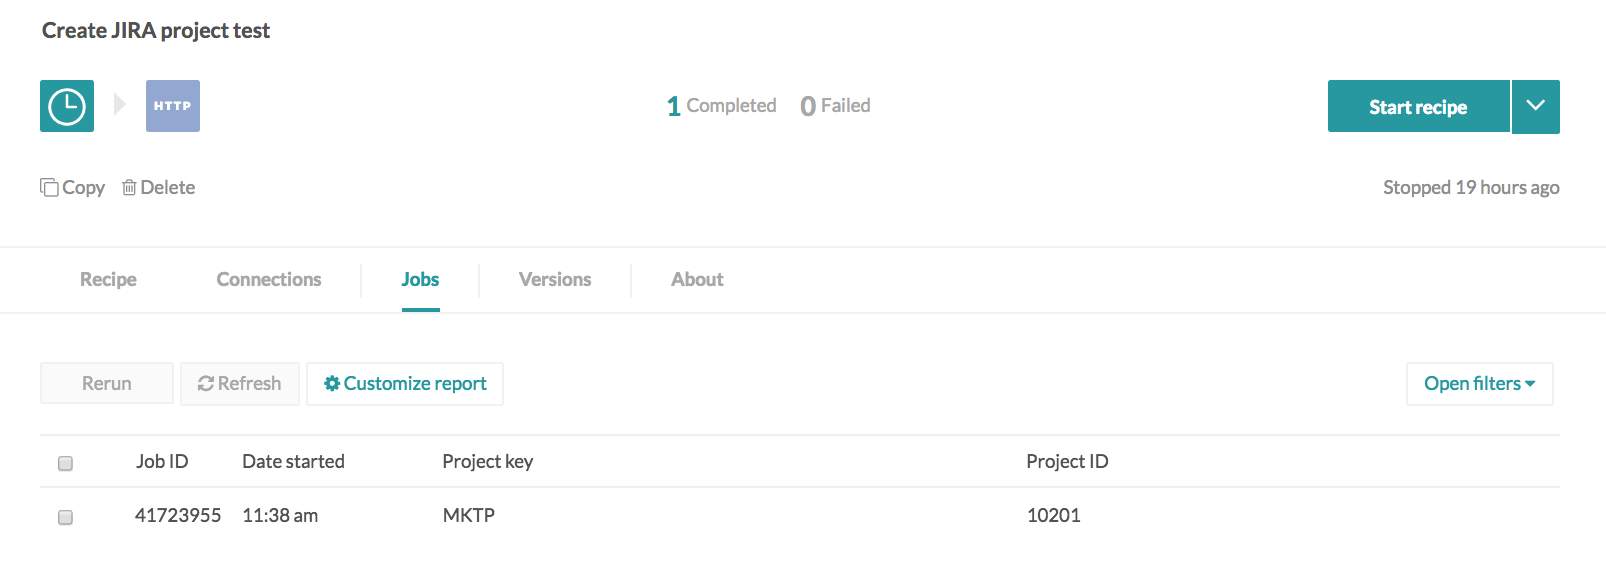 Create JIRA project test
HTTP
1 Completed 0 Failed
Start recipe
Copy Delete
Stopped 19 hours ago
Recipe Connections Jobs Versions About
Rerun Refresh Customize report Open filters
Job ID Date started Project key Project ID
41723955 11:38 am MKTP 10201